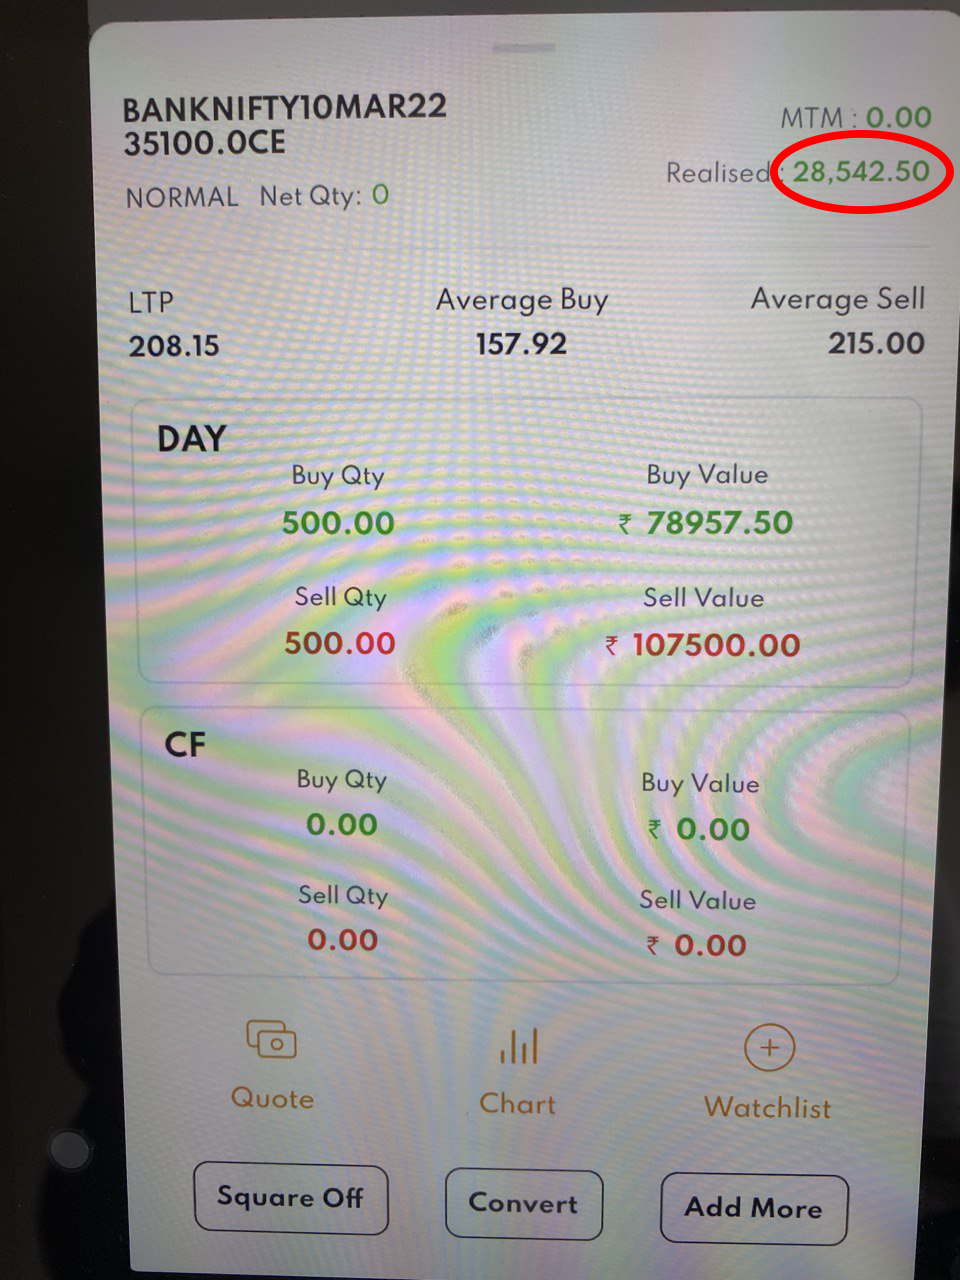 BANKNIFTY10MAR22
35100.0CE
MTM : 0.00
Realised : 28,542.50
NORMAL Net Qty: 0
LTP Average Buy Average Sell
208.15 157.92 215.00
DAY
Buy Qty Buy Value
500.00 ₹ 78957.50
Sell Qty Sell Value
500.00 ₹ 107500.00
CF
Buy Qty Buy Value
0.00 ₹ 0.00
Sell Qty Sell Value
0.00 ₹ 0.00
Quote Chart Watchlist
Square Off Convert Add More